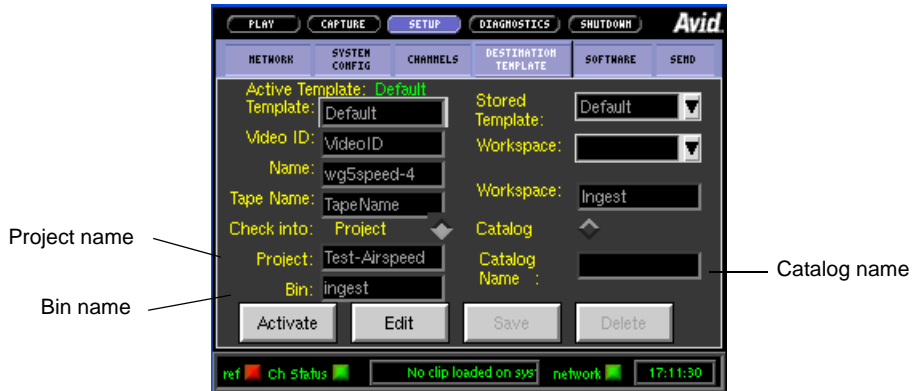 PLAY CAPTURE SETUP DIAGNOSTICS SHUTDOWN Avid
NETWORK SYSTEM CONFIG CHANNELS DESTINATION TEMPLATE SOFTWARE SEND
Active Template: Default
Template: Default
Stored Template: Default
Video ID: VideoID
Workspace:
Name: wg5speed-4
Tape Name: TapeName
Workspace: Ingest
Check into: Project
Catalog
Project: Test-Airspeed
Catalog Name :
Bin: ingest
Project name
Bin name
Catalog name
Activate Edit Save Delete
ref Ch Status No clip loaded on sys network 17:11:30